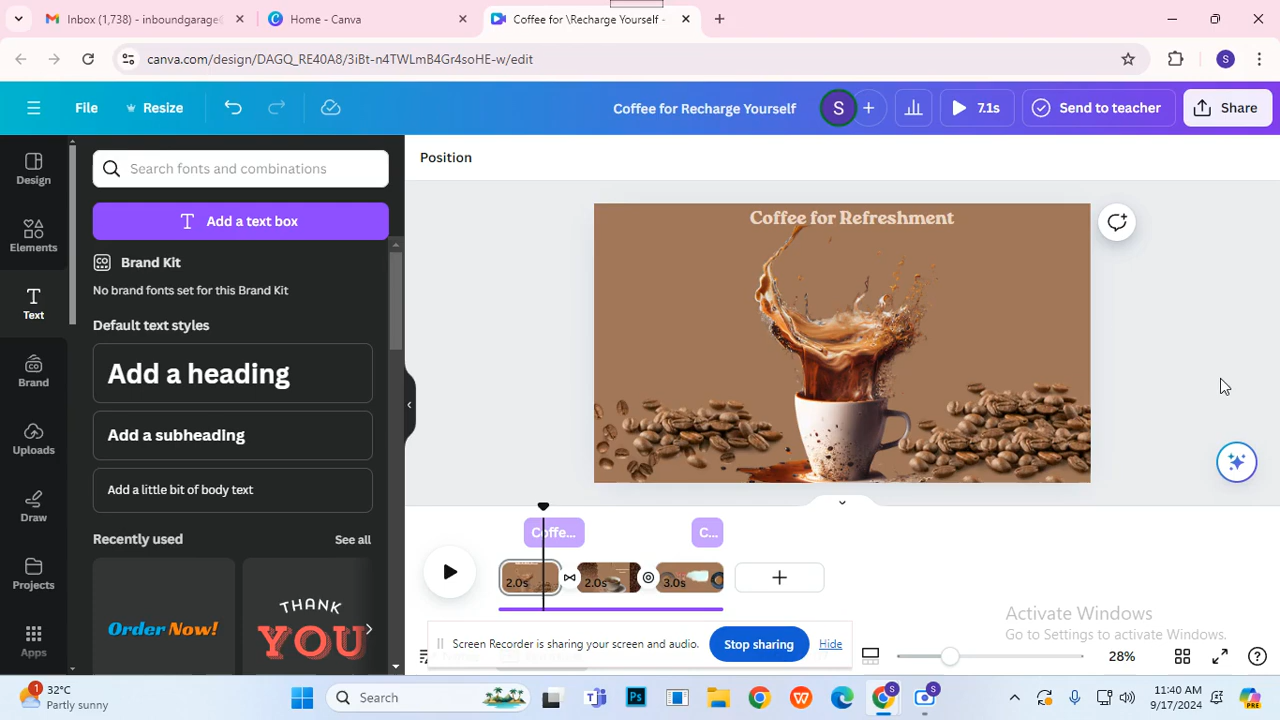 Inbox (1,738) - inboundgarage
Home - Canva
Coffee for \Recharge Yourself -
canva.com/design/DAGQ_RE40A8/3iBt-n4TWLmB4Gr4soHE-w/edit
S
File
Resize
Coffee for Recharge Yourself
S
7.1s
Send to teacher
Share
Design
Elements
Text
Brand
Uploads
Draw
Projects
Apps
Search fonts and combinations
T Add a text box
CO Brand Kit
No brand fonts set for this Brand Kit
Default text styles
Add a heading
Add a subheading
Add a little bit of body text
Recently used
See all
Order Now!
THANK
YOU
Position
Coffee for Refreshment
Coffe...
C...
2.0s
2.0s
3.0s
Screen Recorder is sharing your screen and audio.
Stop sharing
Hide
Activate Windows
Go to Settings to activate Windows.
28%
1
32°C
Partly sunny
Search
11:40 AM
9/17/2024
PRE